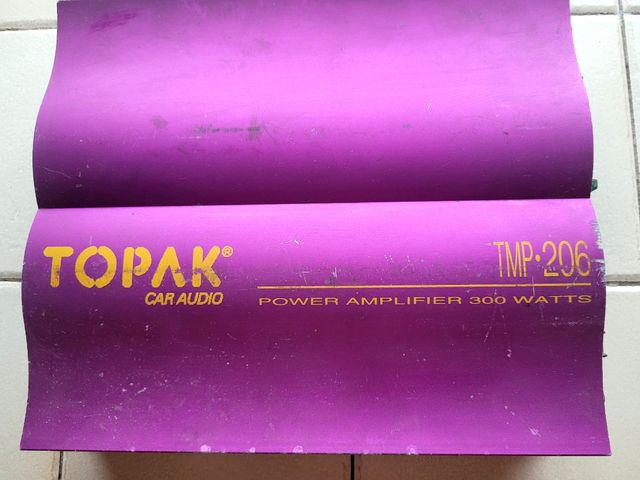 TOPAK®
CAR AUDIO
TMP·206
POWER AMPLIFIER 300 WATTS